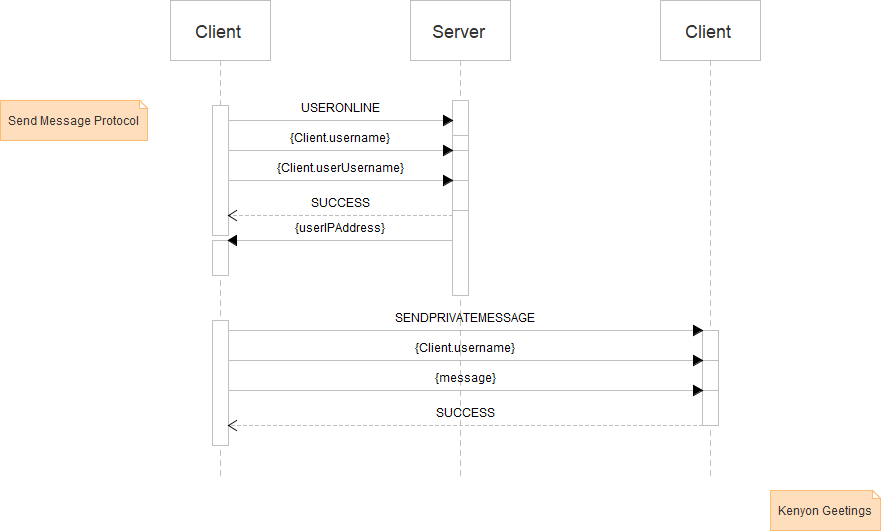 Client
Server
Client
Send Message Protocol
USERONLINE
{Client.username}
{Client.userUsername}
SUCCESS
{userIPAddress}
SENDPRIVATEMESSAGE
{Client.username}
{message}
SUCCESS
Kenyon Geetings